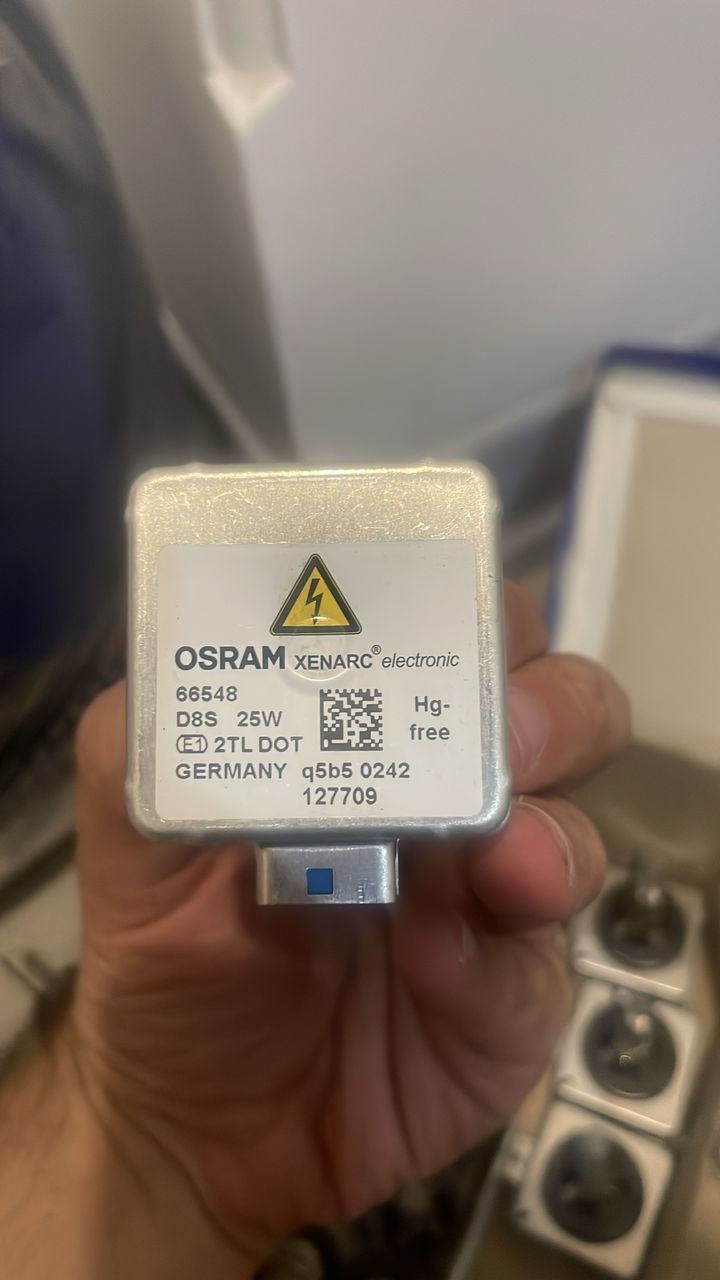 OSRAM XENARC® electronic
66548
D8S 25W
Hg-
free
E1 2TL DOT
GERMANY q5b5 0242
127709